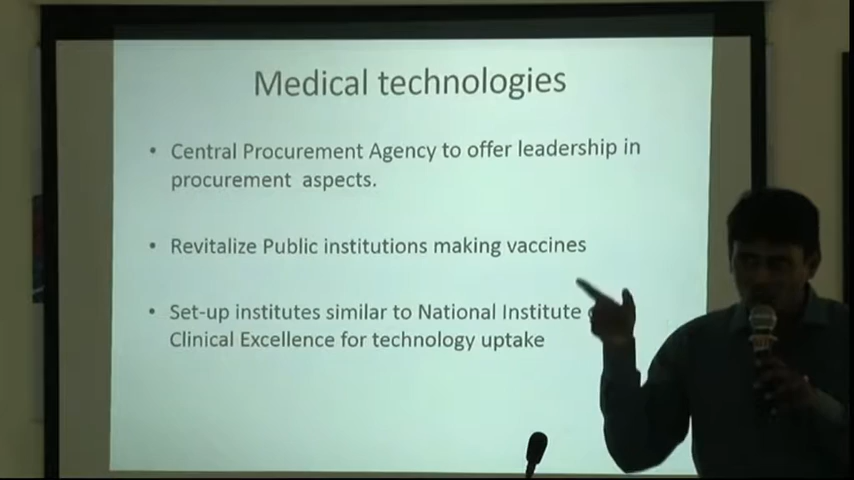 Medical technologies
• Central Procurement Agency to offer leadership in
procurement aspects.
• Revitalize Public institutions making vaccines
• Set-up institutes similar to National Institute
Clinical Excellence for technology uptake